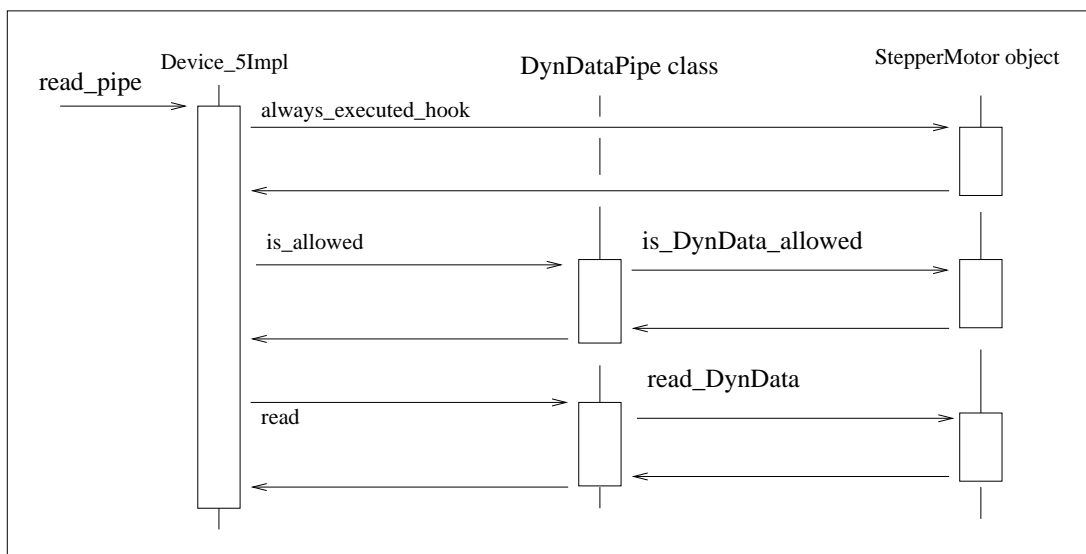 Device_5Impl
DynDataPipe class
StepperMotor object
read_pipe
always_executed_hook
is_allowed
is_DynData_allowed
read_DynData
read